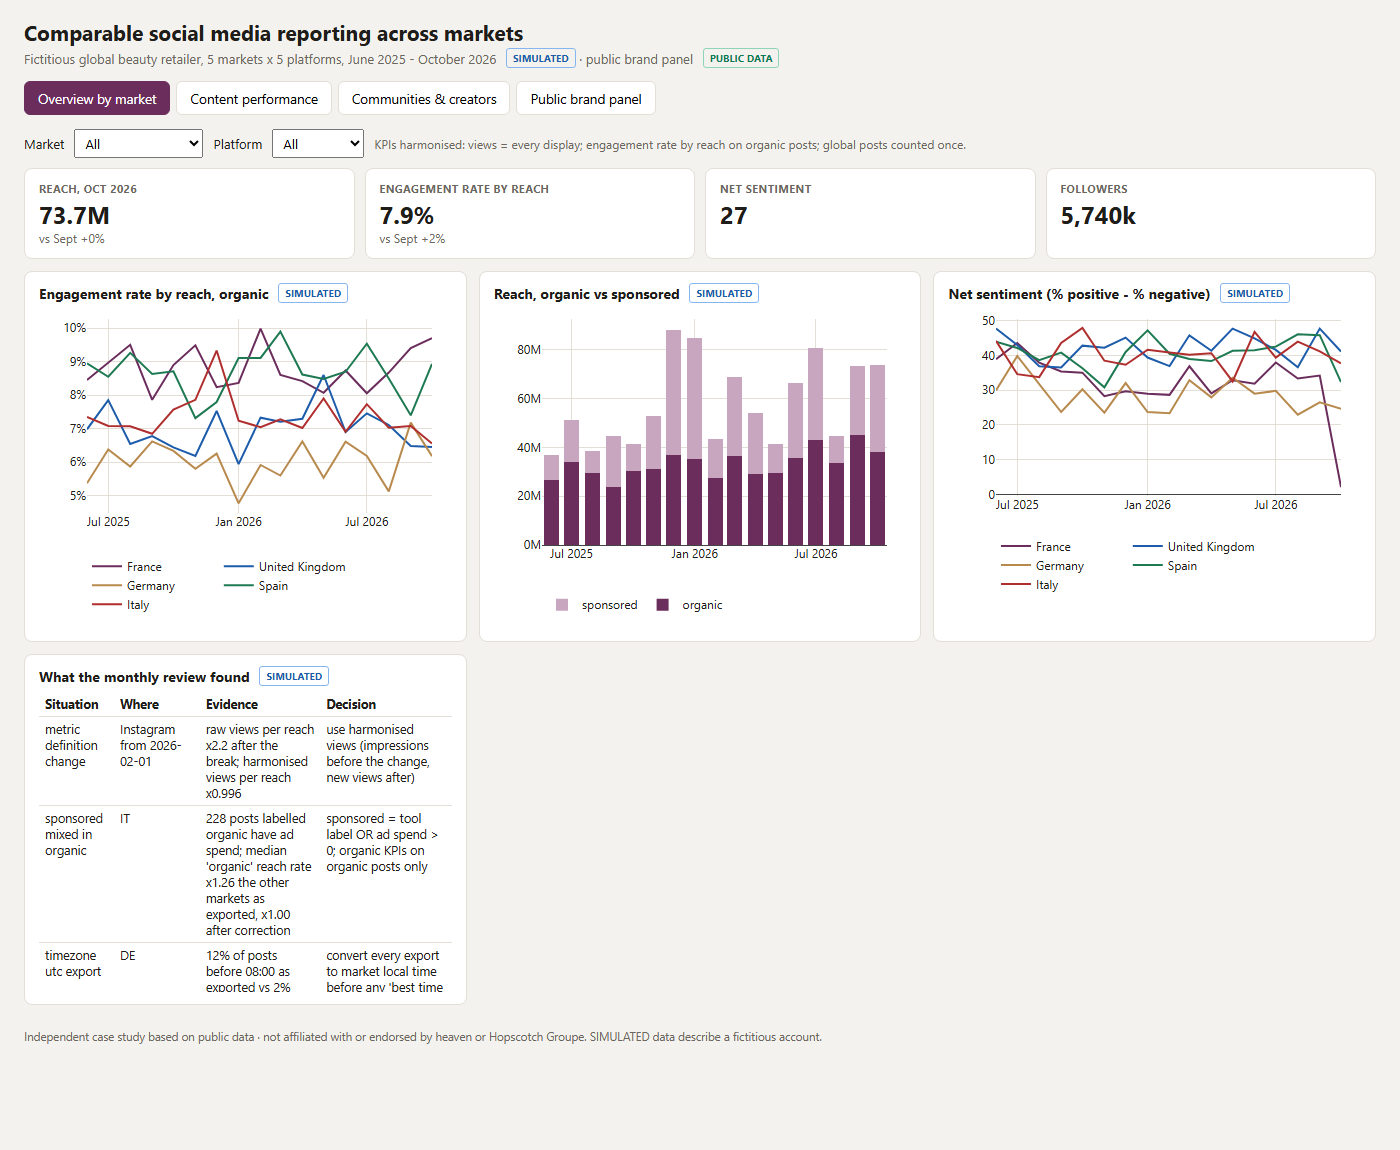 Comparable social media reporting across markets
Fictitious global beauty retailer, 5 markets x 5 platforms, June 2025 - October 2026 SIMULATED · public brand panel PUBLIC DATA
Overview by market
Content performance
Communities & creators
Public brand panel
Market All Platform All KPIs harmonised: views = every display; engagement rate by reach on organic posts; global posts counted once.
REACH, OCT 2026
73.7M
vs Sept +0%
ENGAGEMENT RATE BY REACH
7.9%
vs Sept +2%
NET SENTIMENT
27
FOLLOWERS
5,740k
Engagement rate by reach, organic SIMULATED
10%
9%
8%
7%
6%
5%
Jul 2025 Jan 2026 Jul 2026
France United Kingdom
Germany Spain
Italy
Reach, organic vs sponsored SIMULATED
80M
60M
40M
20M
0M
Jul 2025 Jan 2026 Jul 2026
sponsored organic
Net sentiment (% positive - % negative) SIMULATED
50
40
30
20
10
0
Jul 2025 Jan 2026 Jul 2026
France United Kingdom
Germany Spain
Italy
What the monthly review found SIMULATED
Situation Where Evidence Decision
metric
definition
change
Instagram
from 2026-
02-01
raw views per reach
x2.2 after the
break; harmonised
views per reach
x0.996
use harmonised
views (impressions
before the change,
new views after)
sponsored
mixed in
organic
IT
228 posts labelled
organic have ad
spend; median
'organic' reach rate
x1.26 the other
markets as
exported, x1.00
after correction
sponsored = tool
label OR ad spend >
0; organic KPIs on
organic posts only
timezone
utc export
DE
12% of posts
before 08:00 as
exported vs 2%
convert every export
to market local time
before any 'best time
Independent case study based on public data · not affiliated with or endorsed by heaven or Hopscotch Groupe. SIMULATED data describe a fictitious account.